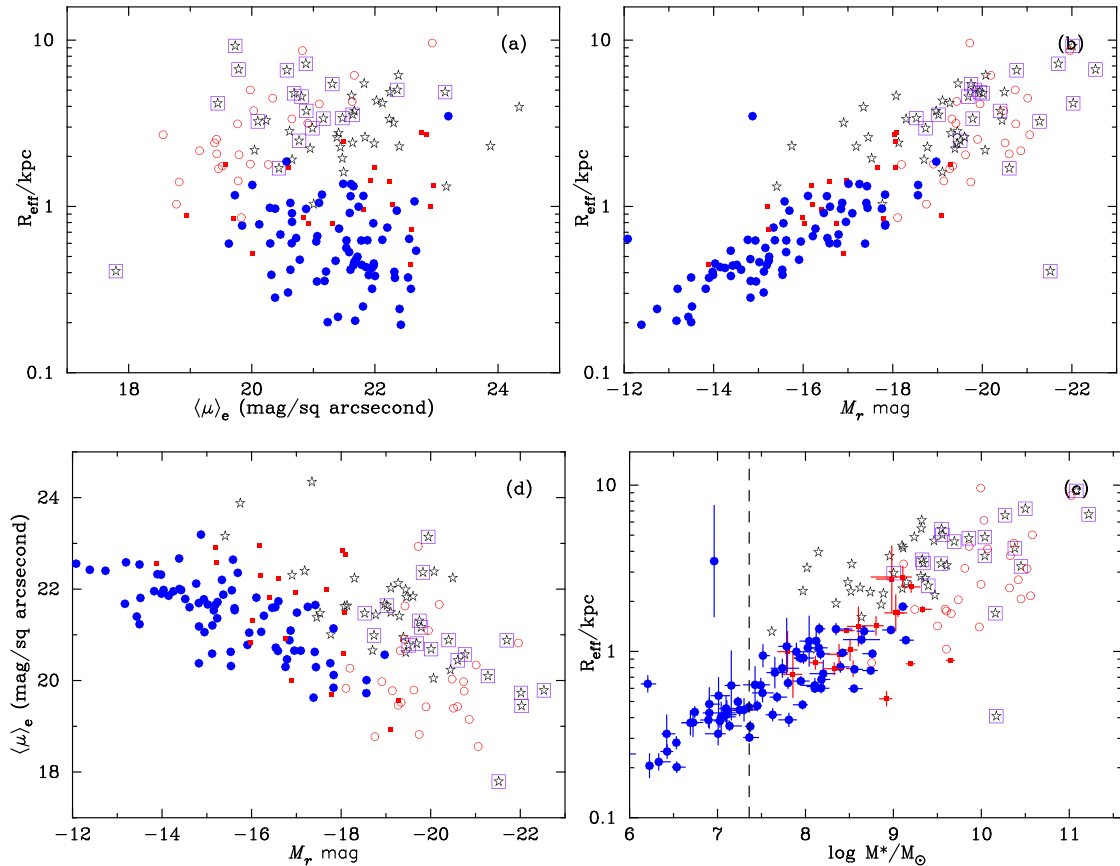 10
1
0.1
R_eff/kpc
(a)
18 20 22 24
⟨μ⟩_e (mag/sq arcsecond)
10
1
0.1
R_eff/kpc
(b)
−12 −14 −16 −18 −20 −22
M_r mag
24
22
20
18
⟨μ⟩_e (mag/sq arcsecond)
(d)
−12 −14 −16 −18 −20 −22
M_r mag
10
1
0.1
R_eff/kpc
(c)
6 7 8 9 10 11
log M*/M_⊙